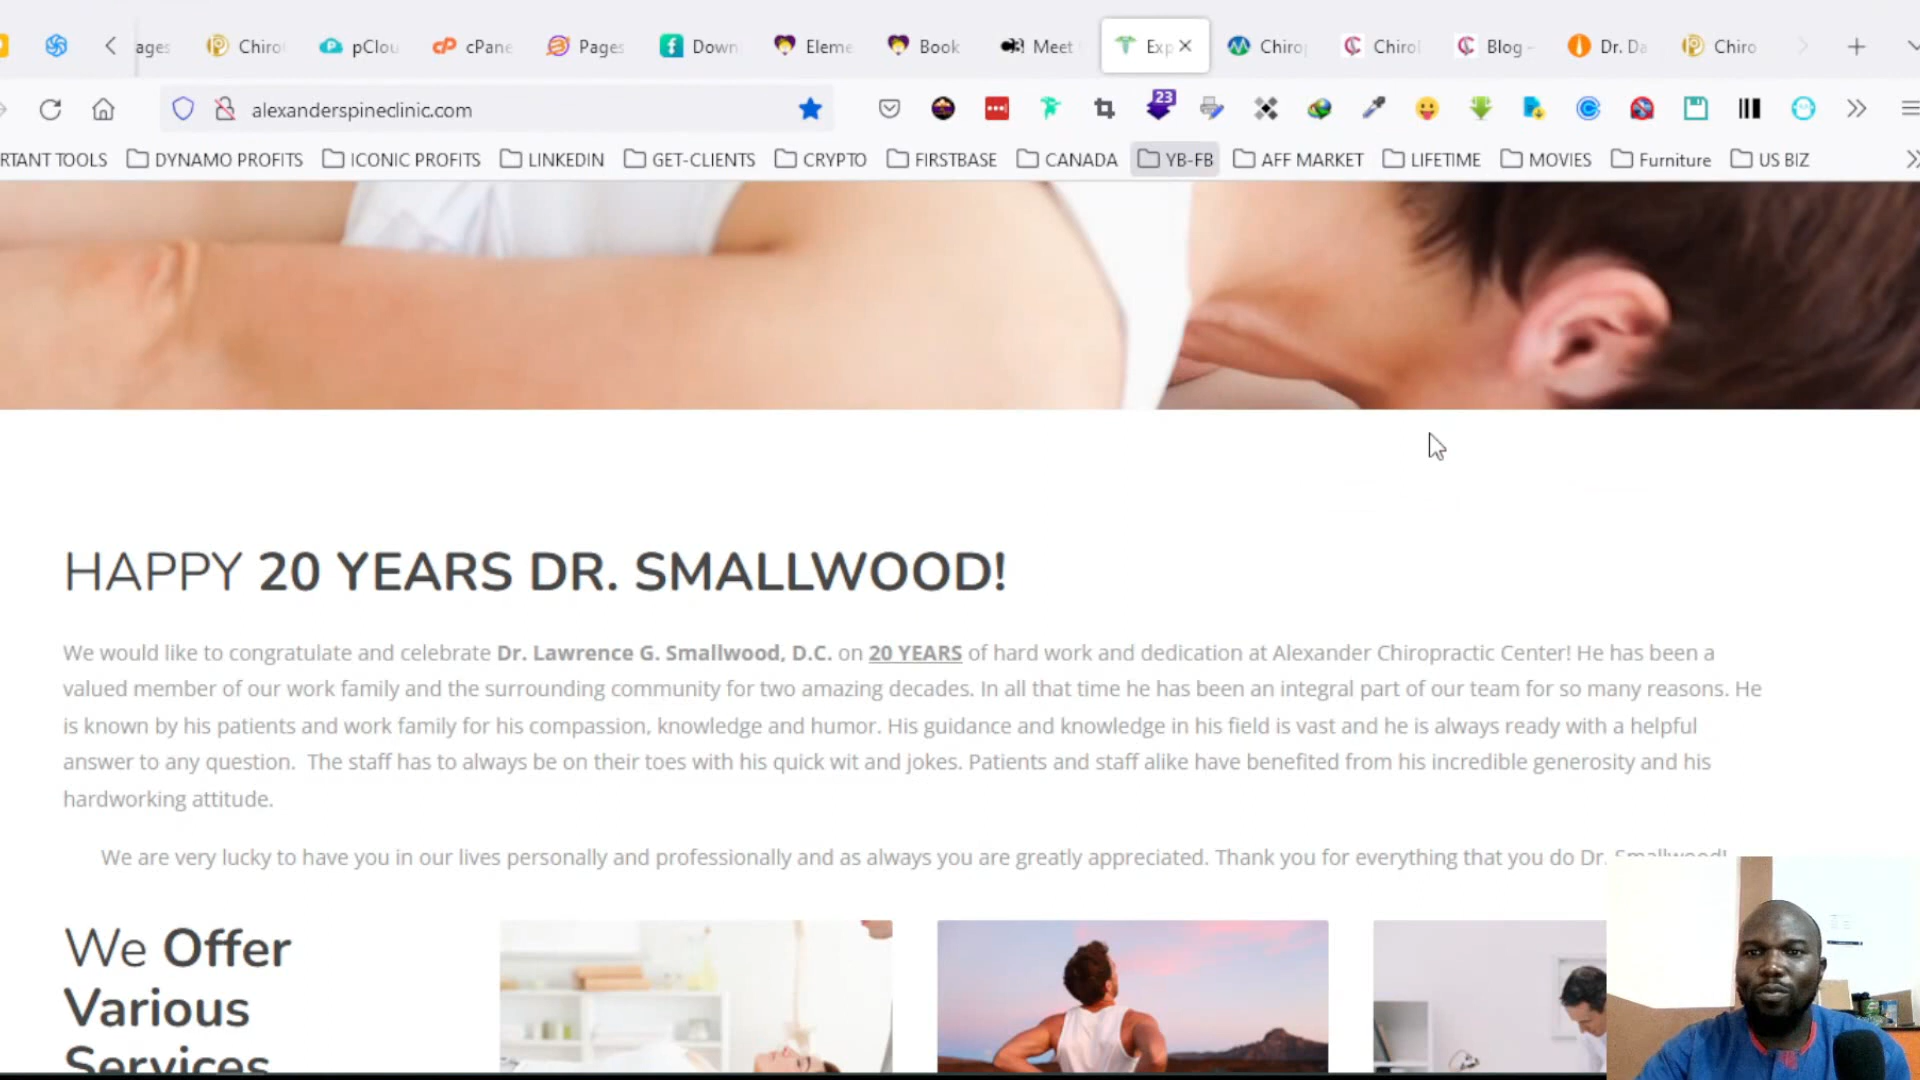 ages Chiro pClou cPane Pages Down Eleme Book Meet Exp Chirop Chirol Blog - Dr. Da Chiro
alexanderspineclinic.com 23
RTANT TOOLS DYNAMO PROFITS ICONIC PROFITS LINKEDIN GET-CLIENTS CRYPTO FIRSTBASE CANADA YB-FB AFF MARKET LIFETIME MOVIES Furniture US BIZ
HAPPY 20 YEARS DR. SMALLWOOD!
We would like to congratulate and celebrate Dr. Lawrence G. Smallwood, D.C. on 20 YEARS of hard work and dedication at Alexander Chiropractic Center! He has been a
valued member of our work family and the surrounding community for two amazing decades. In all that time he has been an integral part of our team for so many reasons. He
is known by his patients and work family for his compassion, knowledge and humor. His guidance and knowledge in his field is vast and he is always ready with a helpful
answer to any question. The staff has to always be on their toes with his quick wit and jokes. Patients and staff alike have benefited from his incredible generosity and his
hardworking attitude.
We are very lucky to have you in our lives personally and professionally and as always you are greatly appreciated. Thank you for everything that you do Dr. Smallwood!
We Offer
Various
Services